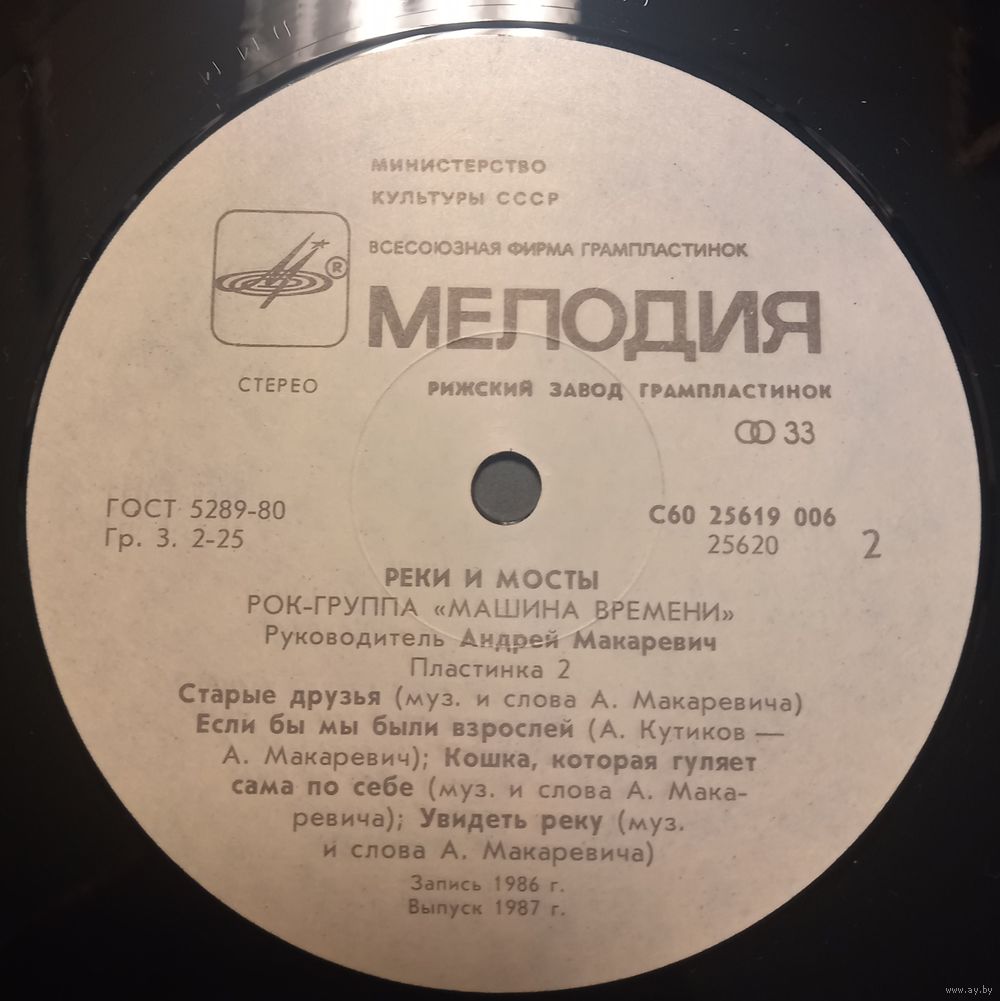 МИНИСТЕРСТВО
КУЛЬТУРЫ СССР
ВСЕСОЮЗНАЯ ФИРМА ГРАМПЛАСТИНОК
®
МЕЛОДИЯ
СТЕРЕО
РИЖСКИЙ ЗАВОД ГРАМПЛАСТИНОК
33
ГОСТ 5289-80
Гр. 3. 2-25
С60 25619 006
25620
2
РЕКИ И МОСТЫ
РОК-ГРУППА «МАШИНА ВРЕМЕНИ»
Руководитель Андрей Макаревич
Пластинка 2
Старые друзья (муз. и слова А. Макаревича)
Если бы мы были взрослей (А. Кутиков —
А. Макаревич); Кошка, которая гуляет
сама по себе (муз. и слова А. Мака-
ревича); Увидеть реку (муз.
и слова А. Макаревича)
Запись 1986 г.
Выпуск 1987 г.
www.ay.by